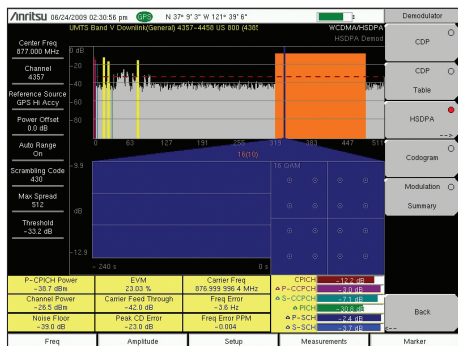 Anritsu 06/24/2009 02:30:56 pm GPS N 37° 9' 3" W 121° 39' 6"
UMTS Band V Downlink(General) 4357-4458 US 800 (4385
WCDMA/HSDPA
HSDPA Demod
Demodulator
Center Freq
877.000 MHz
Channel
4357
Reference Source
GPS Hi Accy
Power Offset
0.0 dB
Auto Range
On
Scrambling Code
430
Max Spread
512
Threshold
-33.2 dB
0 dB
-20
-40
-60
-80
0 63 127 191 255 319 383 447 511
16(10)
-9.9
dB
-12.9
- 240 s
0 s
16 QAM
CDP
CDP
Table
HSDPA
-->
Codogram
Modulation
Summary
Back
<--
P-CPICH Power
-38.7 dBm
EVM
23.03 %
Carrier Freq
876.999 996 4 MHz
Channel Power
-26.5 dBm
Carrier Feed Through
-42.0 dB
Freq Error
-3.6 Hz
Noise Floor
-39.0 dB
Peak CD Error
-23.0 dB
Freq Error PPM
-0.004
CPICH -12.2 dB
P-CCPCH -3.0 dB
S-CCPCH -7.1 dB
PICH
P-SCH -2.4 dB
S-SCH -3.7 dB
Freq
Amplitude
Setup
Measurements
Marker